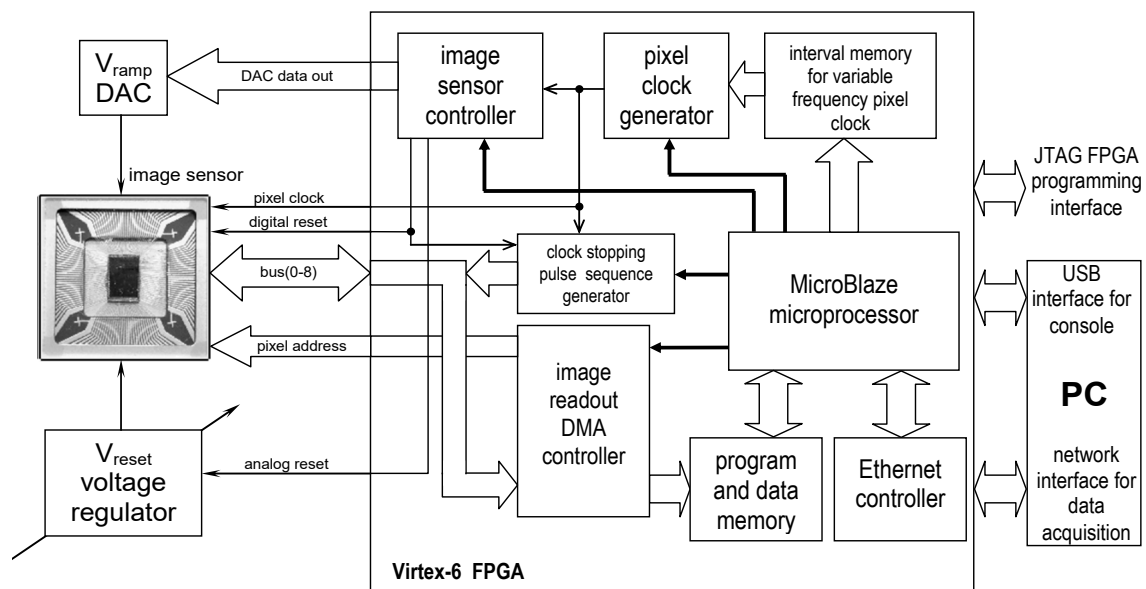 V_ramp
DAC
DAC data out
image
sensor
controller
pixel
clock
generator
interval memory
for variable
frequency pixel
clock
JTAG FPGA
programming
interface
image sensor
pixel clock
digital reset
bus(0-8)
clock stopping
pulse sequence
generator
MicroBlaze
microprocessor
USB
interface for
console
PC
network
interface for
data
acquisition
pixel address
image
readout
DMA
controller
V_reset
voltage
regulator
analog reset
program
and data
memory
Ethernet
controller
Virtex-6 FPGA